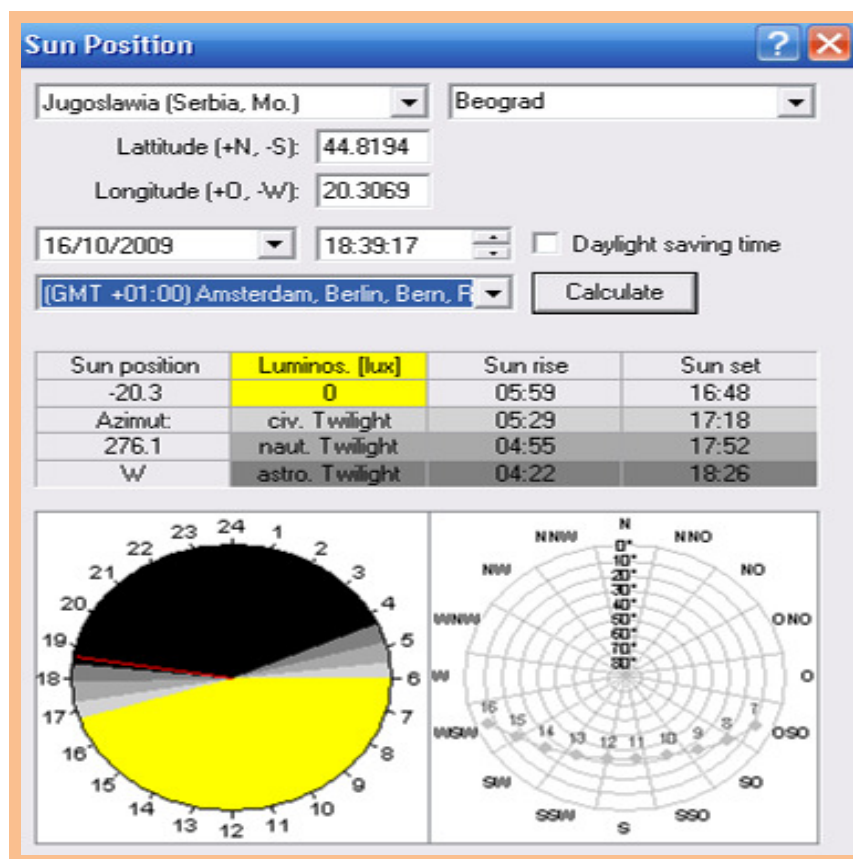 Sun Position
Jugoslawia (Serbia, Mo.) Beograd
Lattitude (+N, -S): 44.8194
Longitude (+O, -W): 20.3069
16/10/2009 18:39:17 Daylight saving time
(GMT +01:00) Amsterdam, Berlin, Bern, Calculate
Sun position Luminos. [lux] Sun rise Sun set
-20.3 0 05:59 16:48
Azimut: civ. Twilight 05:29 17:18
276.1 naut. Twilight 04:55 17:52
W astro. Twilight 04:22 18:26
24
23 1
22 2
21 3
20 4
19 5
18 6
17 7
16 8
15 9
14 10
13 12 11
N
NNW NNO
0°
10°
20°
30°
40°
50°
60°
70°
80°
NW NO
WNW ONO
W O
16 15 14 13 12 11 10 9 8 7
WSW OSO
SW SO
SSW SSO
S